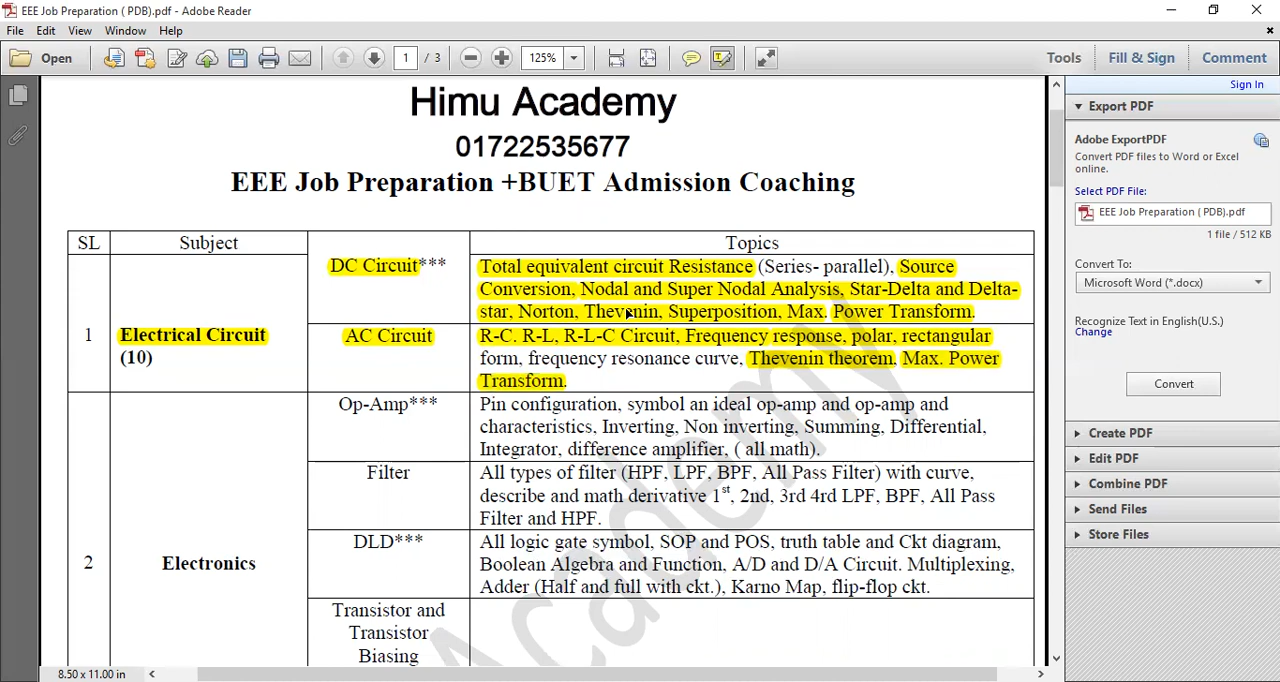 EEE Job Preparation ( PDB).pdf - Adobe Reader
File Edit View Window Help
Open 1 / 3 125% Tools Fill & Sign Comment
Sign In
Export PDF
Adobe ExportPDF
Convert PDF files to Word or Excel
online.
Select PDF File:
EEE Job Preparation ( PDB).pdf
1 file / 512 KB
Convert To:
Microsoft Word (*.docx)
Recognize Text in English(U.S.)
Change
Convert
Create PDF
Edit PDF
Combine PDF
Send Files
Store Files
Himu Academy
01722535677
EEE Job Preparation +BUET Admission Coaching
SL Subject Topics
1
Electrical Circuit
(10)
DC Circuit***
Total equivalent circuit Resistance (Series- parallel), Source
Conversion, Nodal and Super Nodal Analysis, Star-Delta and Delta-
star, Norton, Thevenin, Superposition, Max. Power Transform.
AC Circuit
R-C. R-L, R-L-C Circuit, Frequency response, polar, rectangular
form, frequency resonance curve, Thevenin theorem, Max. Power
Transform.
2
Electronics
Op-Amp***
Pin configuration, symbol an ideal op-amp and op-amp and
characteristics, Inverting, Non inverting, Summing, Differential,
Integrator, difference amplifier, ( all math).
Filter
All types of filter (HPF, LPF, BPF, All Pass Filter) with curve,
describe and math derivative 1st, 2nd, 3rd 4rd LPF, BPF, All Pass
Filter and HPF.
DLD***
All logic gate symbol, SOP and POS, truth table and Ckt diagram,
Boolean Algebra and Function, A/D and D/A Circuit. Multiplexing,
Adder (Half and full with ckt.), Karno Map, flip-flop ckt.
Transistor and
Transistor
Biasing
Academy
8.50 x 11.00 in